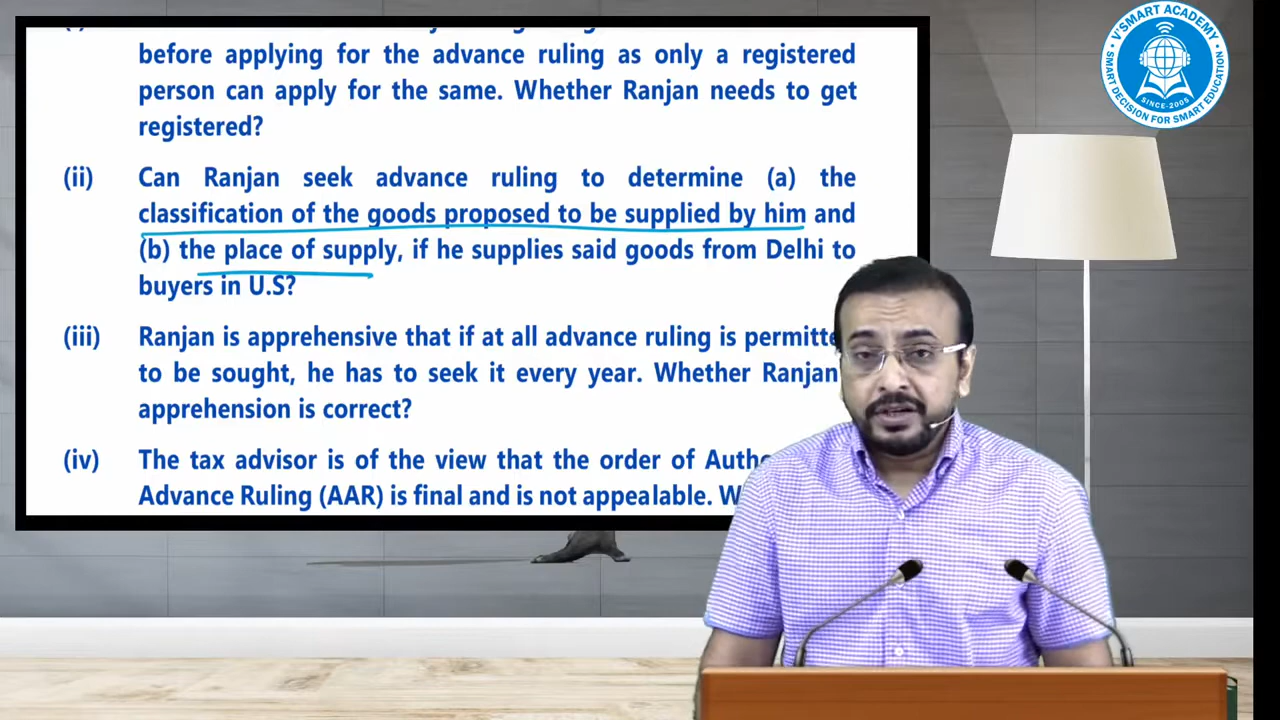 before applying for the advance ruling as only a registered
person can apply for the same. Whether Ranjan needs to get
registered?
(ii) Can Ranjan seek advance ruling to determine (a) the
classification of the goods proposed to be supplied by him and
(b) the place of supply, if he supplies said goods from Delhi to
buyers in U.S?
(iii) Ranjan is apprehensive that if at all advance ruling is
to be sought, he has to seek it every year. Whether Ranjan'
apprehension is correct?
(iv) The tax advisor is of the view that the order of
Advance Ruling (AAR) is final and is not appealable.
V'SMART ACADEMY
SINCE-2005
SMART DECISION FOR SMART EDUCATION